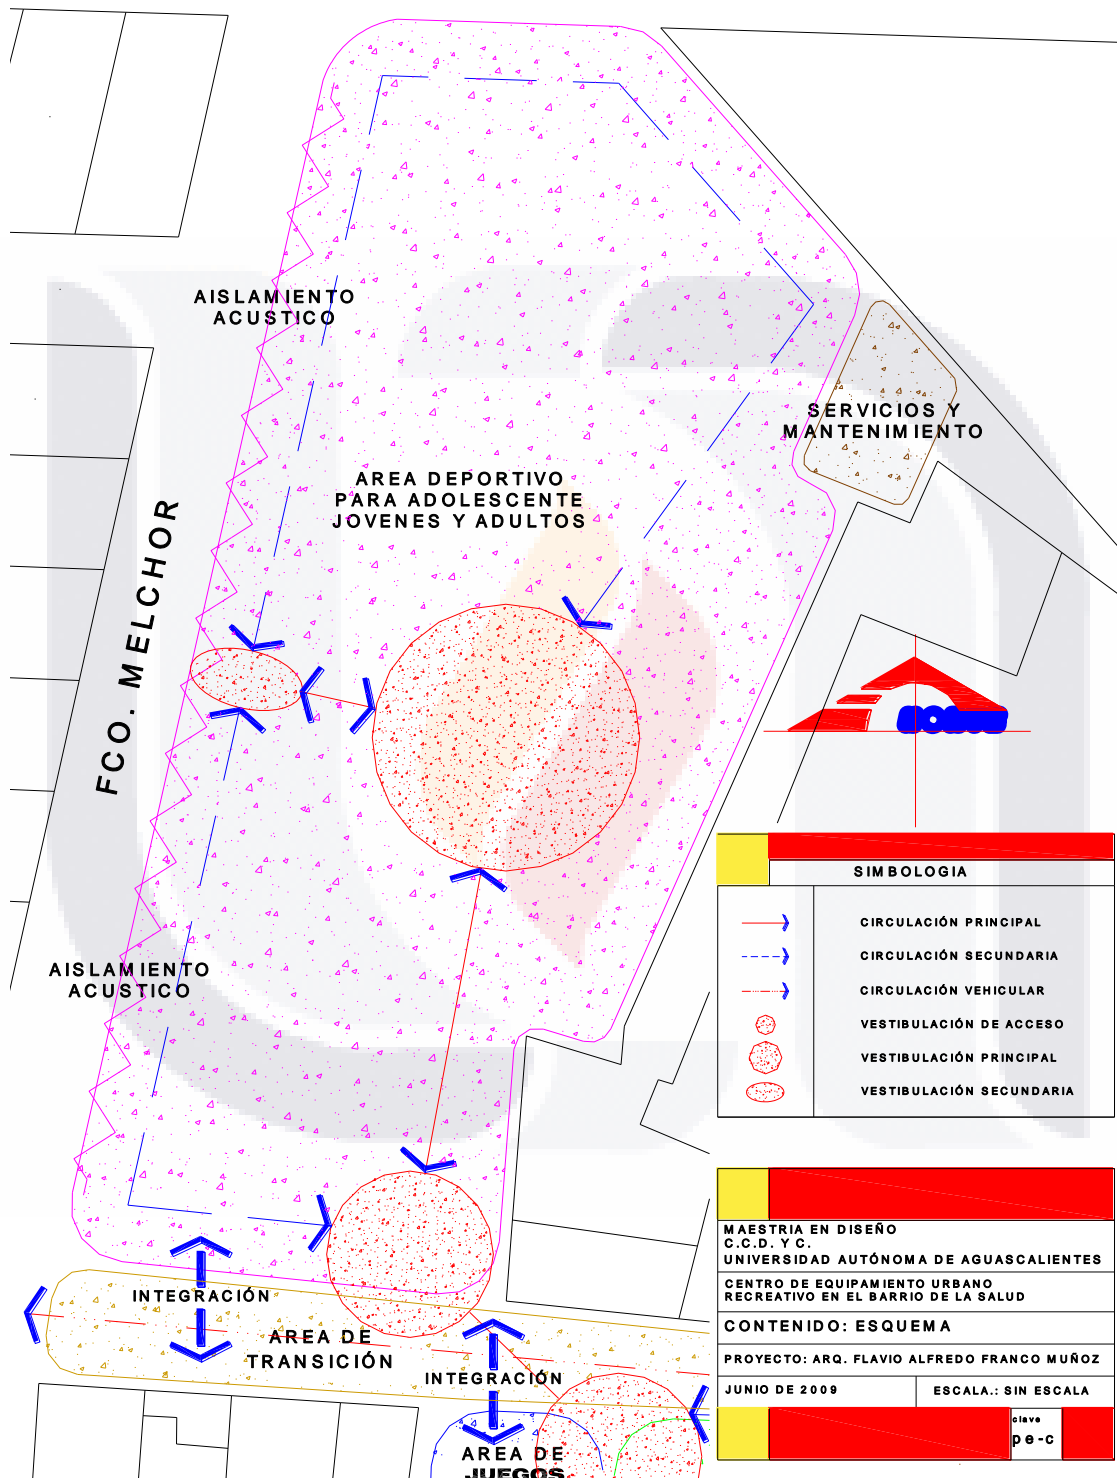 AISLAMIENTO
ACUSTICO
SERVICIOS Y
MANTENIMIENTO
AREA DEPORTIVO
PARA ADOLESCENTE
JOVENES Y ADULTOS
FCO. MELCHOR
AISLAMIENTO
ACUSTICO
INTEGRACIÓN
AREA DE
TRANSICIÓN
INTEGRACIÓN
AREA DE
JUEGOS
SIMBOLOGIA
CIRCULACIÓN PRINCIPAL
CIRCULACIÓN SECUNDARIA
CIRCULACIÓN VEHICULAR
VESTIBULACIÓN DE ACCESO
VESTIBULACIÓN PRINCIPAL
VESTIBULACIÓN SECUNDARIA
MAESTRIA EN DISEÑO
C.C.D. Y C.
UNIVERSIDAD AUTÓNOMA DE AGUASCALIENTES
CENTRO DE EQUIPAMIENTO URBANO
RECREATIVO EN EL BARRIO DE LA SALUD
CONTENIDO: ESQUEMA
PROYECTO: ARQ. FLAVIO ALFREDO FRANCO MUÑOZ
JUNIO DE 2009
ESCALA.: SIN ESCALA
clave
pe-c